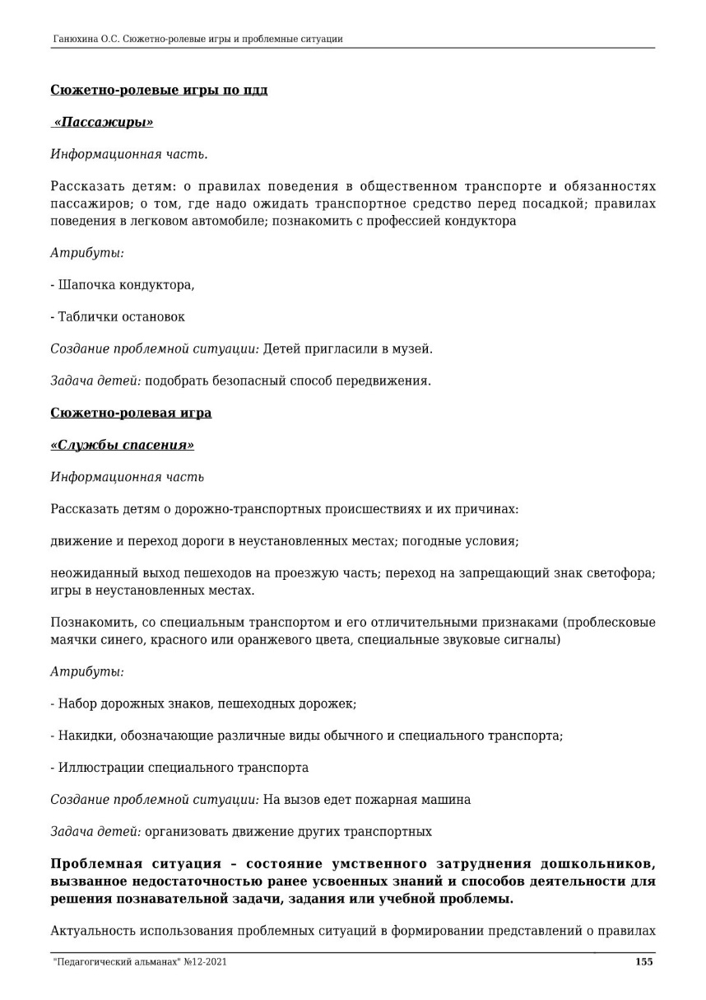 Ганюхина О.С. Сюжетно-ролевые игры и проблемные ситуации
Сюжетно-ролевые игры по пдд
«Пассажиры»
Информационная часть.
Рассказать детям: о правилах поведения в общественном транспорте и обязанностях
пассажиров; о том, где надо ожидать транспортное средство перед посадкой; правилах
поведения в легковом автомобиле; познакомить с профессией кондуктора
Атрибуты:
- Шапочка кондуктора,
- Таблички остановок
Создание проблемной ситуации: Детей пригласили в музей.
Задача детей: подобрать безопасный способ передвижения.
Сюжетно-ролевая игра
«Службы спасения»
Информационная часть
Рассказать детям о дорожно-транспортных происшествиях и их причинах:
движение и переход дороги в неустановленных местах; погодные условия;
неожиданный выход пешеходов на проезжую часть; переход на запрещающий знак светофора;
игры в неустановленных местах.
Познакомить, со специальным транспортом и его отличительными признаками (проблесковые
маячки синего, красного или оранжевого цвета, специальные звуковые сигналы)
Атрибуты:
- Набор дорожных знаков, пешеходных дорожек;
- Накидки, обозначающие различные виды обычного и специального транспорта;
- Иллюстрации специального транспорта
Создание проблемной ситуации: На вызов едет пожарная машина
Задача детей: организовать движение других транспортных
Проблемная ситуация – состояние умственного затруднения дошкольников,
вызванное недостаточностью ранее усвоенных знаний и способов деятельности для
решения познавательной задачи, задания или учебной проблемы.
Актуальность использования проблемных ситуаций в формировании представлений о правилах
"Педагогический альманах" №12-2021
155